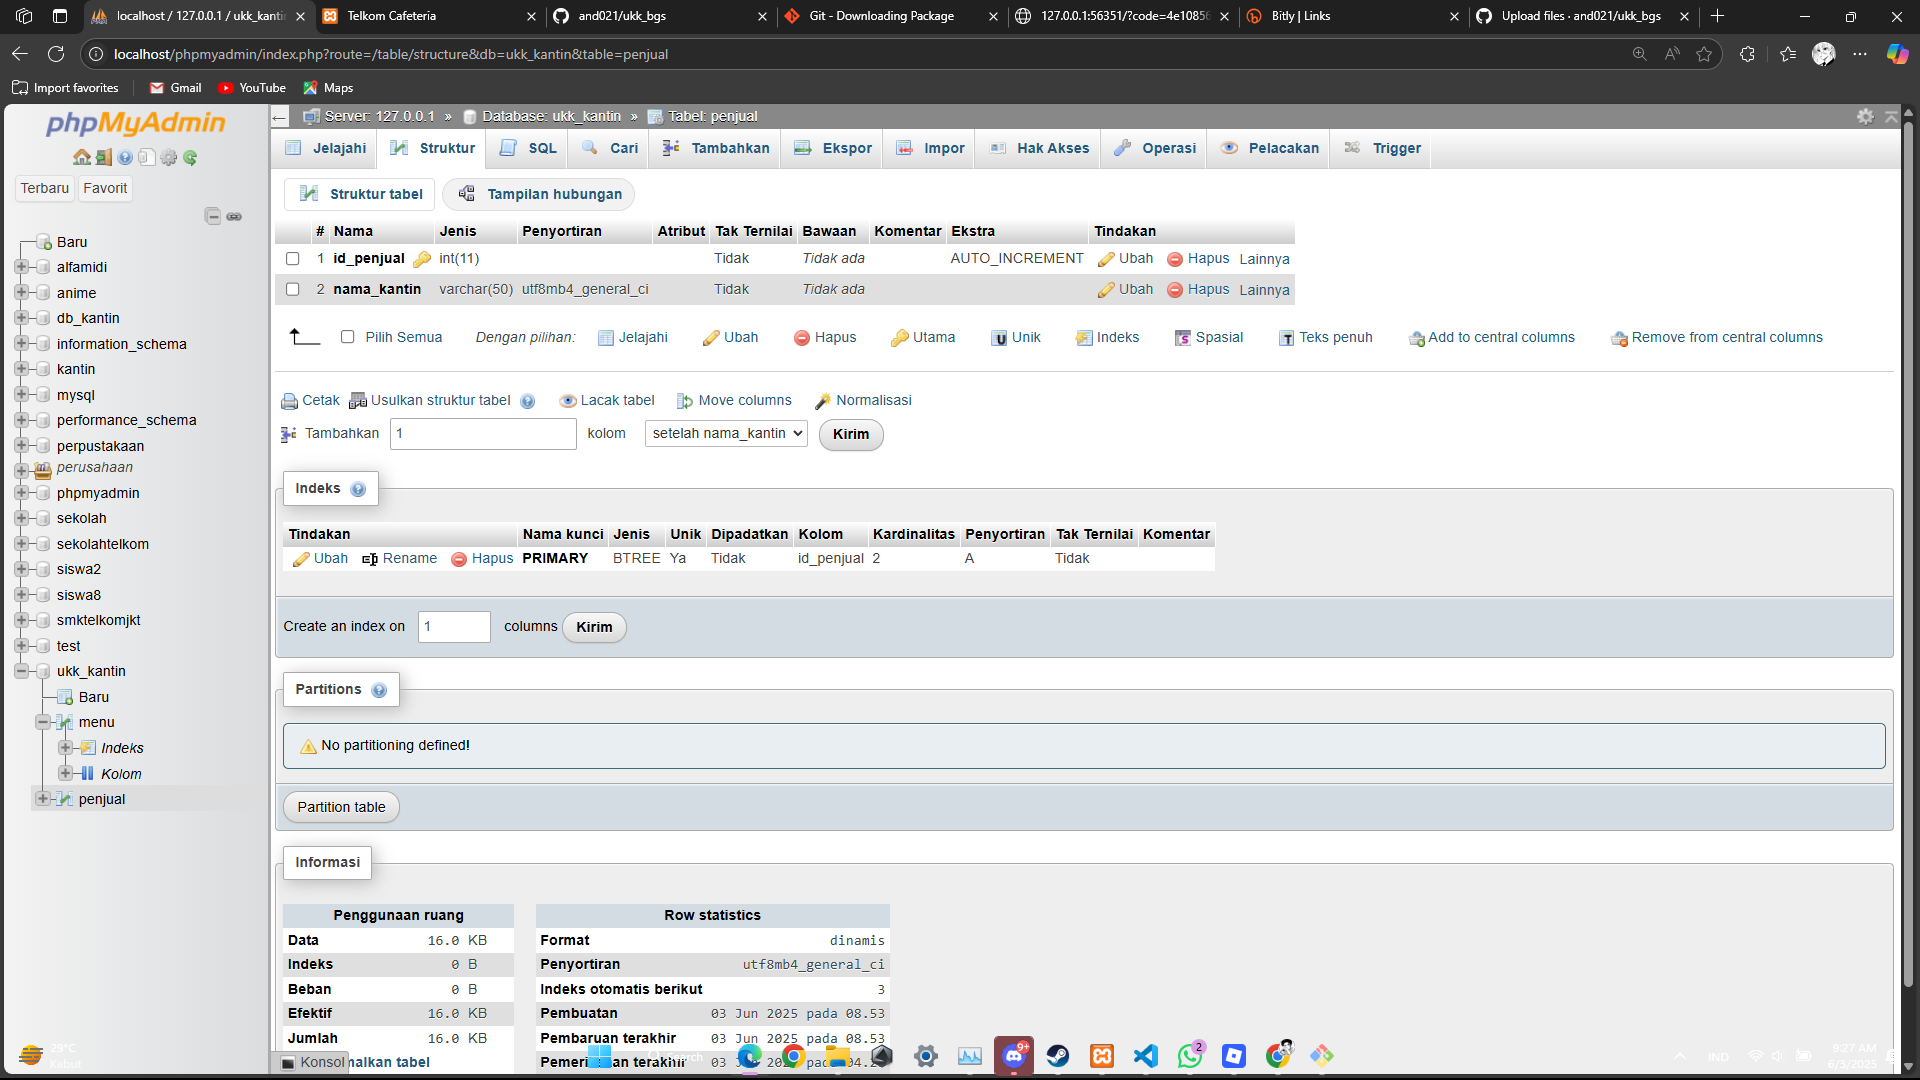 localhost / 127.0.0.1 / ukk_kantin
Telkom Cafeteria
and021/ukk_bgs
Git - Downloading Package
127.0.0.1:56351/?code=4e10856
Bitly | Links
Upload files · and021/ukk_bgs
localhost/phpmyadmin/index.php?route=/table/structure&db=ukk_kantin&table=penjual
Import favorites
Gmail
YouTube
Maps
phpMyAdmin
Terbaru
Favorit
Baru
alfamidi
anime
db_kantin
information_schema
kantin
mysql
performance_schema
perpustakaan
perusahaan
phpmyadmin
sekolah
sekolahtelkom
siswa2
siswa8
smktelkomjkt
test
ukk_kantin
Baru
menu
Indeks
Kolom
penjual
Server: 127.0.0.1 » Database: ukk_kantin » Tabel: penjual
Jelajahi Struktur SQL Cari Tambahkan Ekspor Impor Hak Akses Operasi Pelacakan Trigger
Struktur tabel Tampilan hubungan
# Nama Jenis Penyortiran Atribut Tak Ternilai Bawaan Komentar Ekstra Tindakan
1 id_penjual int(11) Tidak Tidak ada AUTO_INCREMENT Ubah Hapus Lainnya
2 nama_kantin varchar(50) utf8mb4_general_ci Tidak Tidak ada Ubah Hapus Lainnya
Pilih Semua Dengan pilihan: Jelajahi Ubah Hapus Utama Unik Indeks Spasial Teks penuh Add to central columns Remove from central columns
Cetak Usulkan struktur tabel Lacak tabel Move columns Normalisasi
Tambahkan 1 kolom setelah nama_kantin Kirim
Indeks
Tindakan Nama kunci Jenis Unik Dipadatkan Kolom Kardinalitas Penyortiran Tak Ternilai Komentar
Ubah Rename Hapus PRIMARY BTREE Ya Tidak id_penjual 2 A Tidak
Create an index on 1 columns Kirim
Partitions
No partitioning defined!
Partition table
Informasi
Penggunaan ruang
Data 16.0 KB
Indeks 0 B
Beban 0 B
Efektif 16.0 KB
Jumlah 16.0 KB
Row statistics
Format dinamis
Penyortiran utf8mb4_general_ci
Indeks otomatis berikut 3
Pembuatan 03 Jun 2025 pada 08.53
Pembaruan terakhir 03 Jun 2025 pada 08.53
Konsol
malkan tabel
29°C
Kabut
Search
9+
2
IND
9:27 AM
6/3/2025